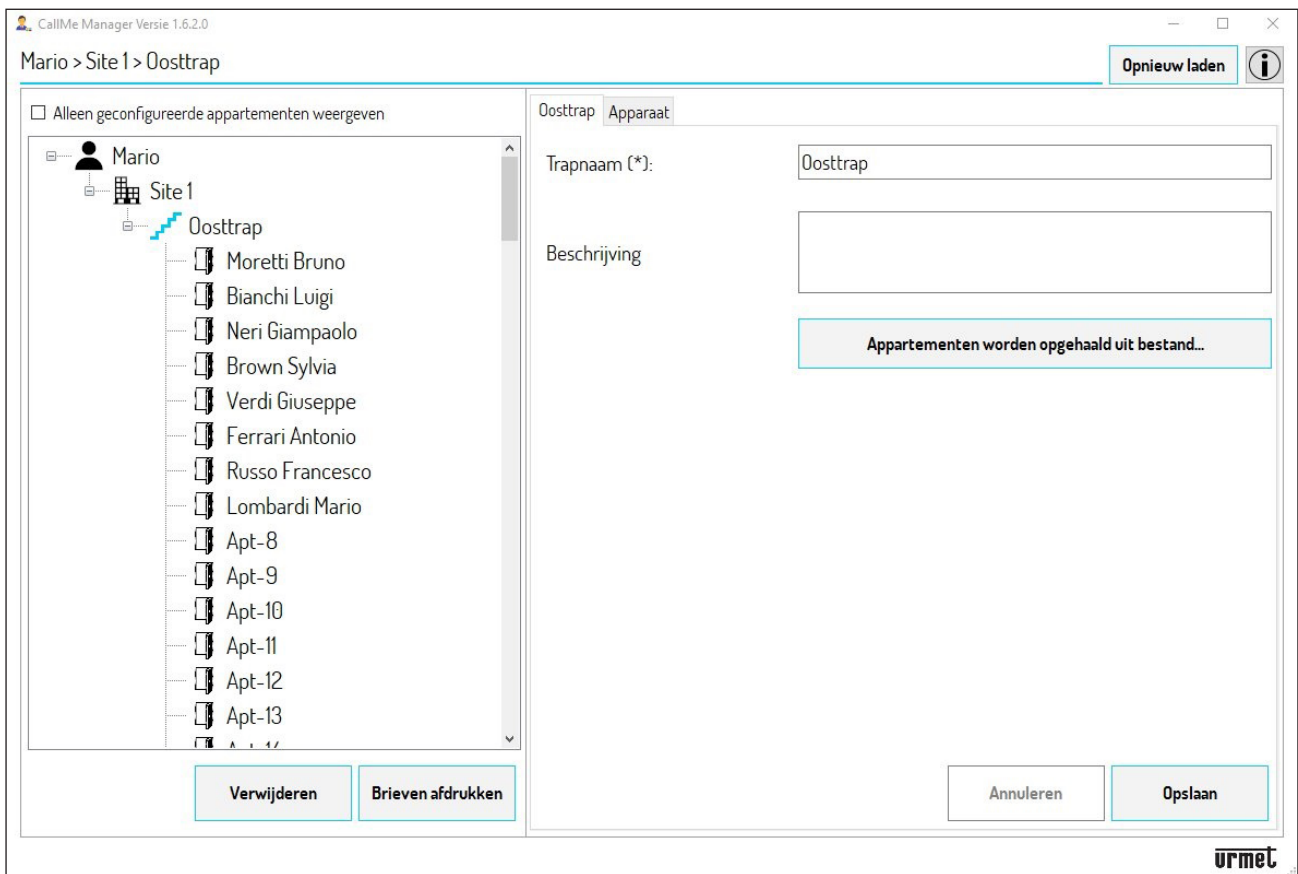 CallMe Manager Versie 1.6.2.0
Mario > Site 1 > Oosttrap
Opnieuw laden
Alleen geconfigureerde appartementen weergeven
Mario
Site 1
Oosttrap
Moretti Bruno
Bianchi Luigi
Neri Giampaolo
Brown Sylvia
Verdi Giuseppe
Ferrari Antonio
Russo Francesco
Lombardi Mario
Apt-8
Apt-9
Apt-10
Apt-11
Apt-12
Apt-13
Verwijderen
Brieven afdrukken
Oosttrap
Apparaat
Trapnaam (*):
Oosttrap
Beschrijving
Appartementen worden opgehaald uit bestand...
Annuleren
Opslaan
urmet